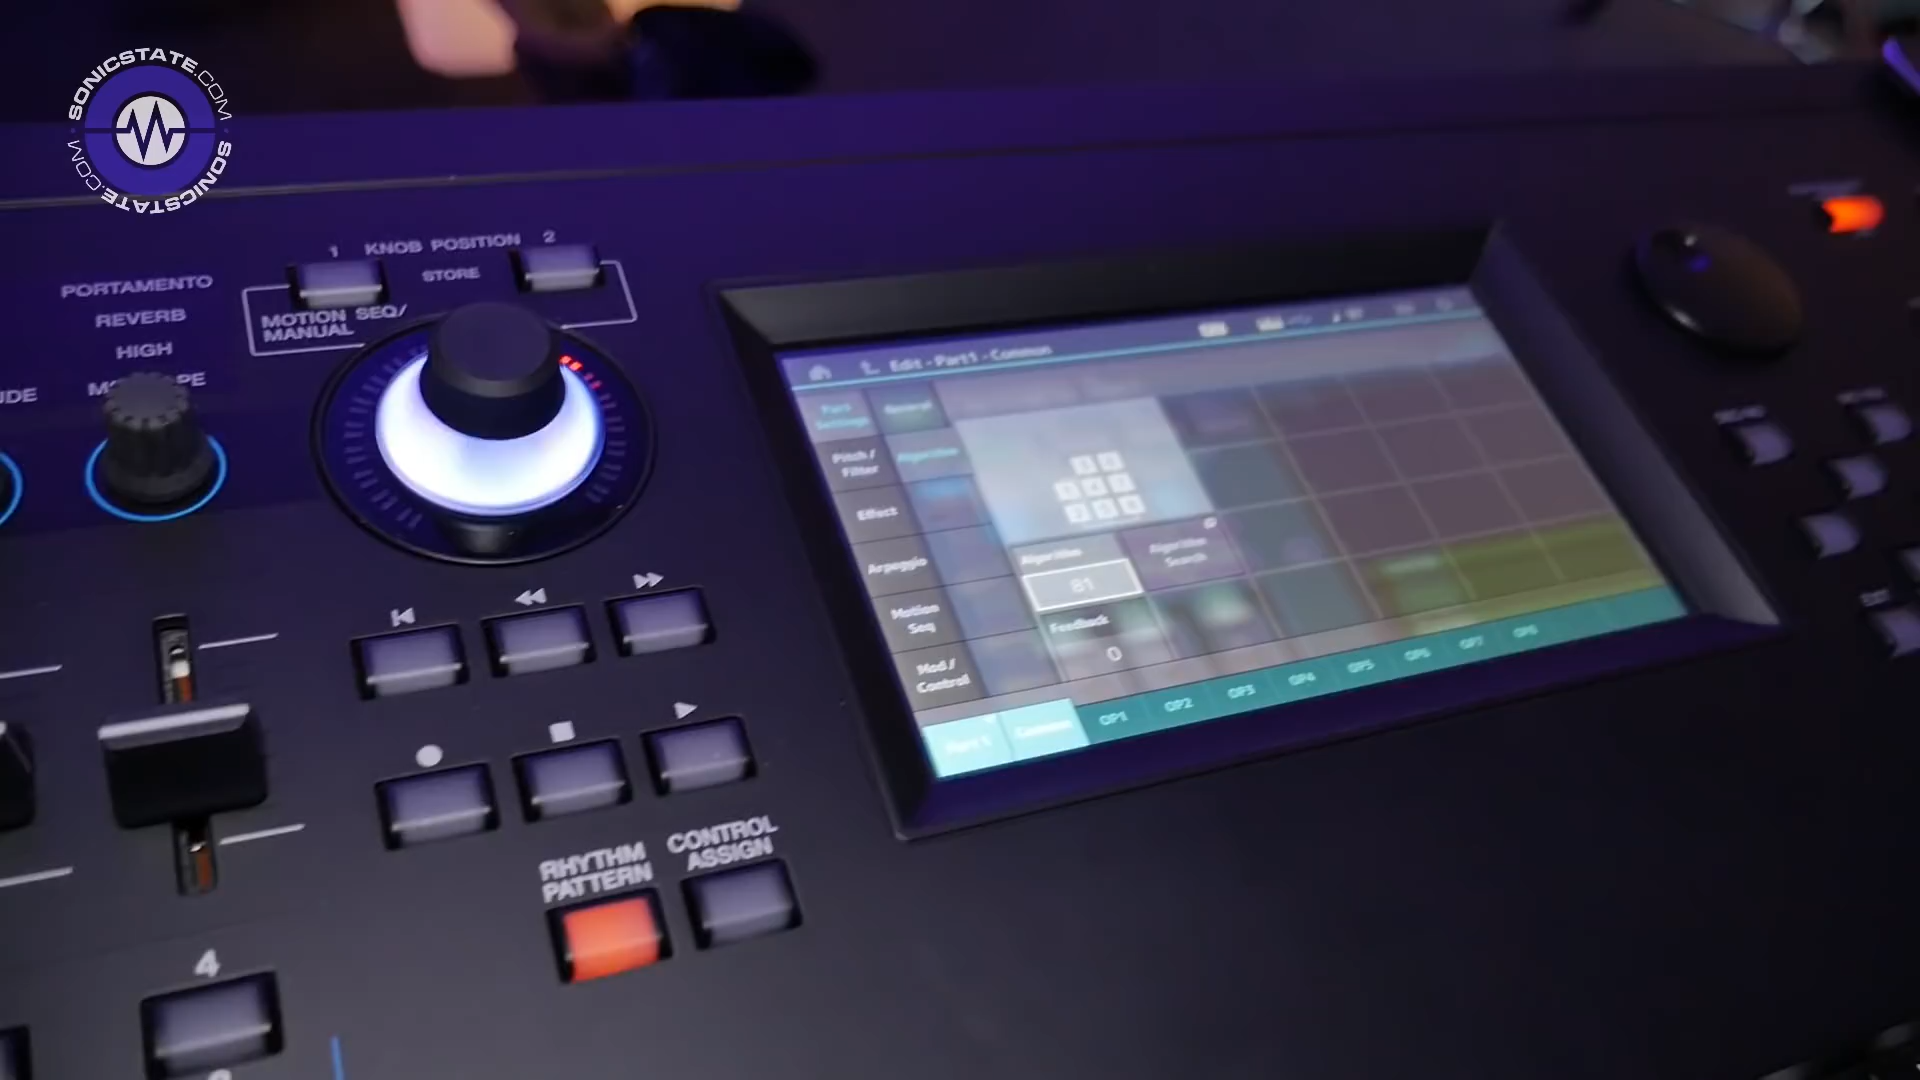 SONICSTATE.COM
SONICSTATE.COM
1 KNOB POSITION 2
STORE
MOTION SEQ/
MANUAL
PORTAMENTO
REVERB
HIGH
RHYTHM
PATTERN
CONTROL
ASSIGN
4
Edit - Part1 - Common
Part
Settings
General
Pitch /
Filter
Algorithm
Effect
Arpeggio
Motion
Seq
Mod /
Control
Algorithm
81
Algorithm
Search
Feedback
0
Part 1
Common
OP1
OP2
OP3
OP4
OP5
OP6
OP7
OP8